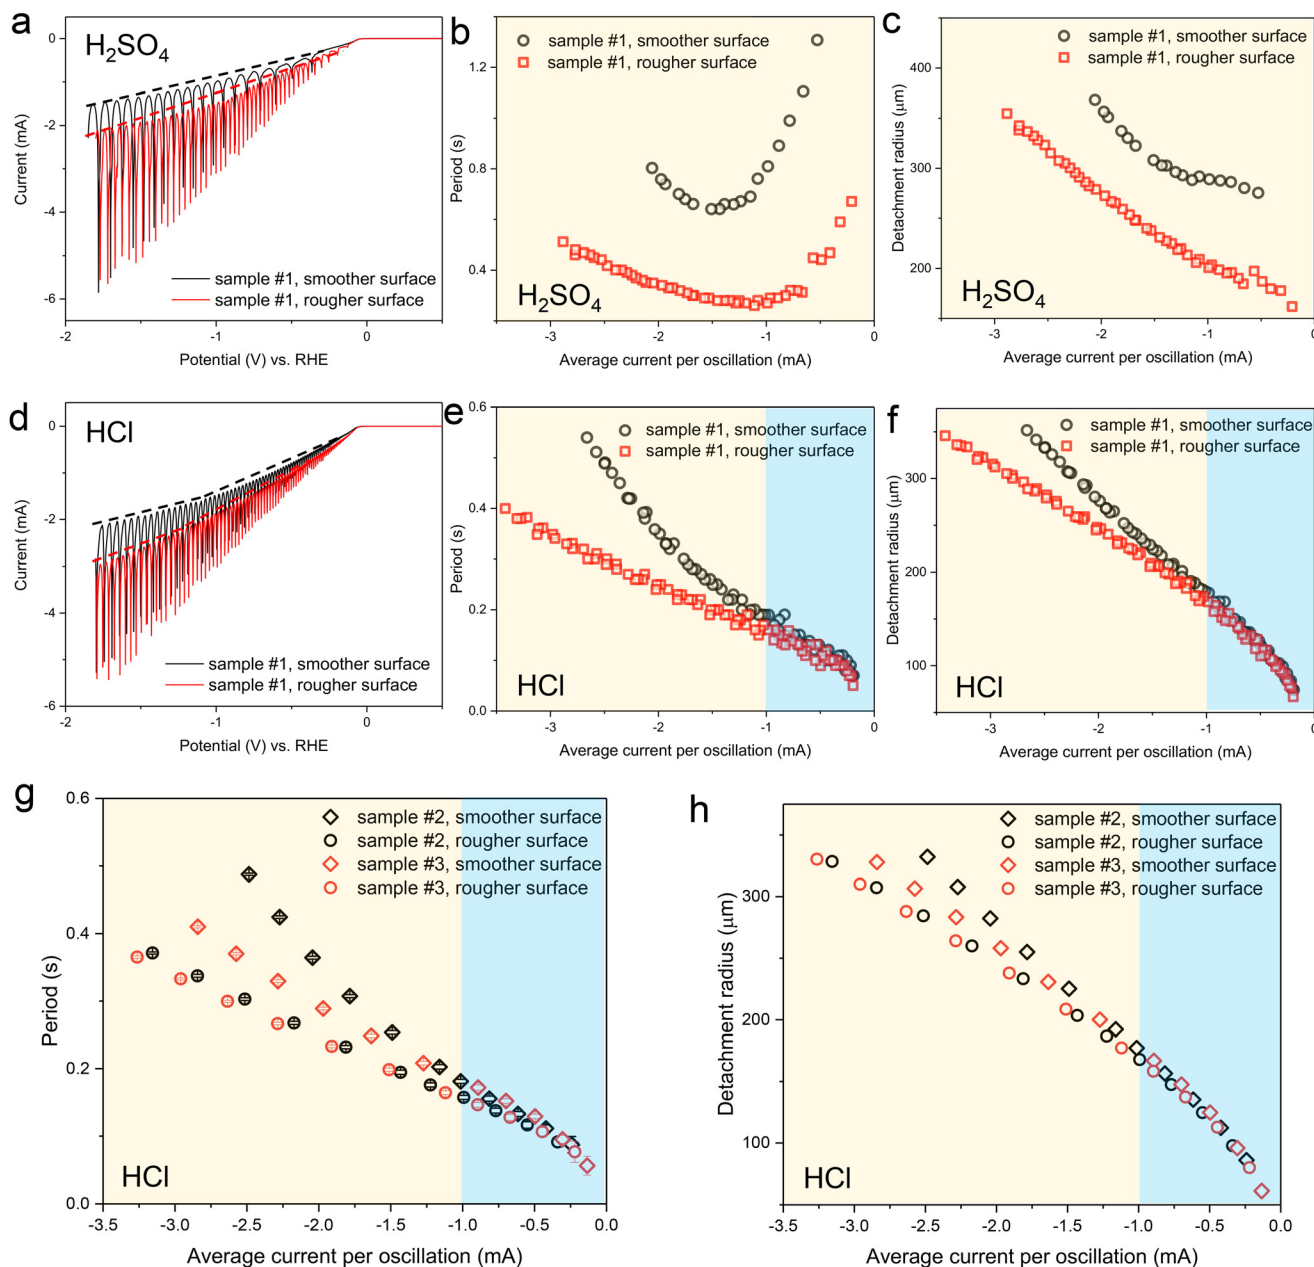 a
H₂SO₄
0
-2
-4
-6
Current (mA)
sample #1, smoother surface
sample #1, rougher surface
-2
-1
0
Potential (V) vs. RHE
b
sample #1, smoother surface
sample #1, rougher surface
1.2
0.8
0.4
Period (s)
H₂SO₄
-3
-2
-1
0
Average current per oscillation (mA)
c
sample #1, smoother surface
sample #1, rougher surface
400
300
200
Detachment radius (μm)
H₂SO₄
-3
-2
-1
0
Average current per oscillation (mA)
d
HCl
0
-2
-4
-6
Current (mA)
sample #1, smoother surface
sample #1, rougher surface
-2
-1
0
Potential (V) vs. RHE
e
sample #1, smoother surface
sample #1, rougher surface
0.6
0.4
0.2
0.0
Period (s)
HCl
-3
-2
-1
0
Average current per oscillation (mA)
f
sample #1, smoother surface
sample #1, rougher surface
300
200
100
Detachment radius (μm)
HCl
-3
-2
-1
0
Average current per oscillation (mA)
g
sample #2, smoother surface
sample #2, rougher surface
sample #3, smoother surface
sample #3, rougher surface
0.6
0.4
0.2
0.0
Period (s)
HCl
-3.5
-3.0
-2.5
-2.0
-1.5
-1.0
-0.5
0.0
Average current per oscillation (mA)
h
sample #2, smoother surface
sample #2, rougher surface
sample #3, smoother surface
sample #3, rougher surface
300
200
100
Detachment radius (μm)
HCl
-3.5
-3.0
-2.5
-2.0
-1.5
-1.0
-0.5
0.0
Average current per oscillation (mA)